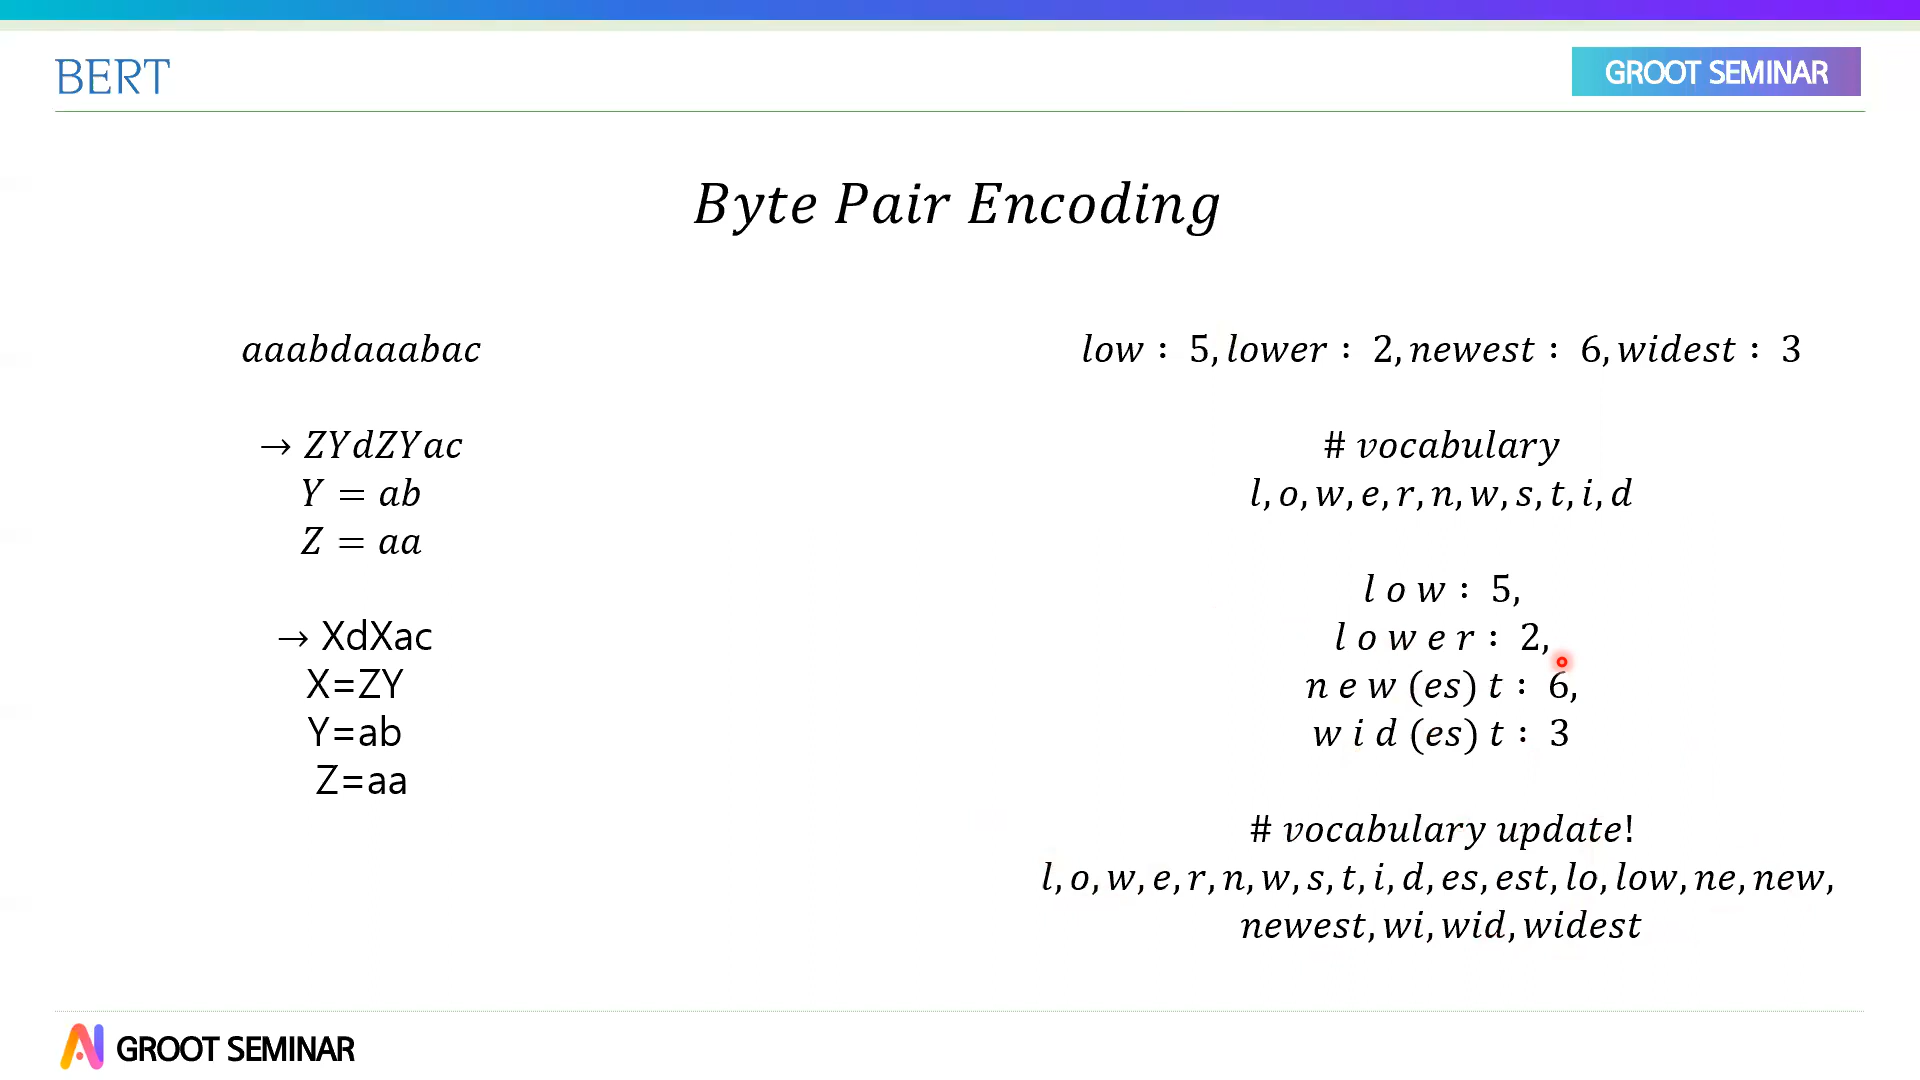 BERT
GROOT SEMINAR
Byte Pair Encoding
aaabdaaabac
→ ZYdZYac
Y = ab
Z = aa
→ XdXac
X=ZY
Y=ab
Z=aa
low : 5, lower : 2, newest : 6, widest : 3
# vocabulary
l, o, w, e, r, n, w, s, t, i, d
l o w : 5,
l o w e r : 2,
n e w (es) t : 6,
w i d (es) t : 3
# vocabulary update!
l, o, w, e, r, n, w, s, t, i, d, es, est, lo, low, ne, new,
newest, wi, wid, widest
GROOT SEMINAR